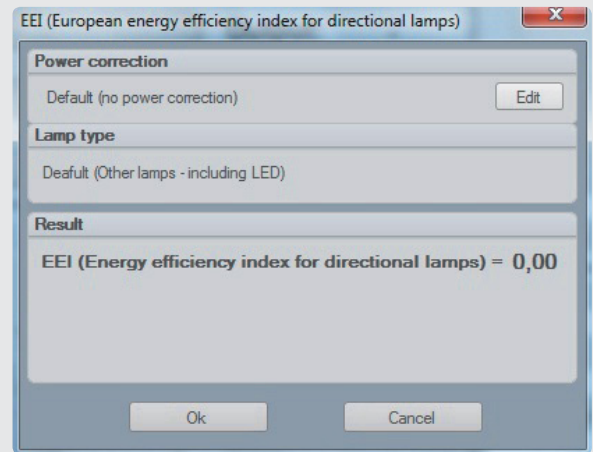 EEI (European energy efficiency index for directional lamps)
Power correction
Default (no power correction)
Edit
Lamp type
Deafult (Other lamps - including LED)
Result
EEI (Energy efficiency index for directional lamps) = 0,00
Ok
Cancel